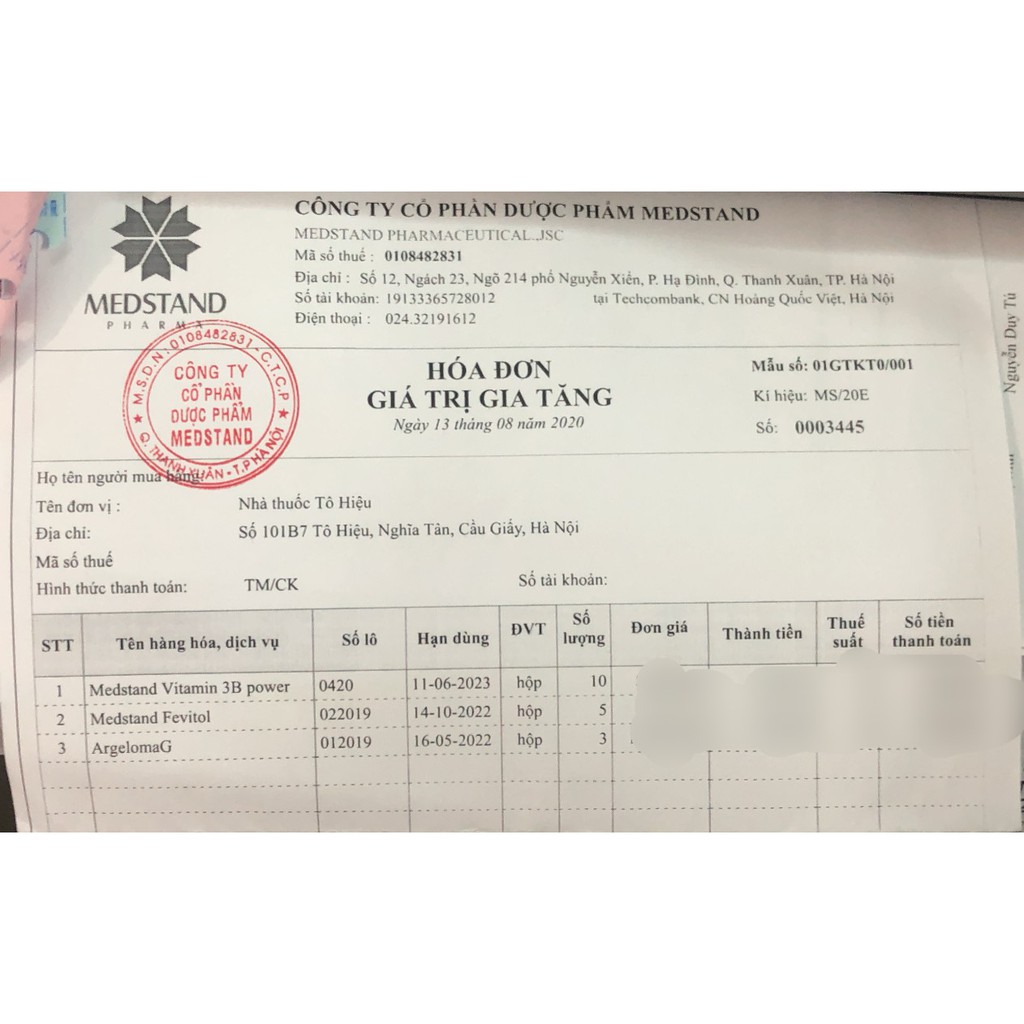 CÔNG TY CỔ PHẦN DƯỢC PHẨM MEDSTAND
MEDSTAND PHARMACEUTICAL.,JSC
Mã số thuế : 0108482831
Địa chỉ : Số 12, Ngách 23, Ngõ 214 phố Nguyễn Xiển, P. Hạ Đình, Q. Thanh Xuân, TP. Hà Nội
Số tài khoản: 19133365728012 tại Techcombank, CN Hoàng Quốc Việt, Hà Nội
Điện thoại : 024.32191612
MEDSTAND
PHARMA
M.S.D.N:0108482831-C.T.C.P
CÔNG TY
CỔ PHẦN
DƯỢC PHẨM
MEDSTAND
Q. THANH XUÂN - T.P HÀ NỘI
HÓA ĐƠN
GIÁ TRỊ GIA TĂNG
Ngày 13 tháng 08 năm 2020
Mẫu số: 01GTKT0/001
Kí hiệu: MS/20E
Số: 0003445
Nguyễn Duy Tú
Họ tên người mua hàng:
Tên đơn vị : Nhà thuốc Tô Hiệu
Địa chỉ: Số 101B7 Tô Hiệu, Nghĩa Tân, Cầu Giấy, Hà Nội
Mã số thuế
Hình thức thanh toán: TM/CK Số tài khoản:
STT Tên hàng hóa, dịch vụ Số lô Hạn dùng ĐVT Số lượng Đơn giá Thành tiền Thuế suất Số tiền thanh toán
1 Medstand Vitamin 3B power 0420 11-06-2023 hộp 10
2 Medstand Fevitol 022019 14-10-2022 hộp 5
3 ArgelomaG 012019 16-05-2022 hộp 3